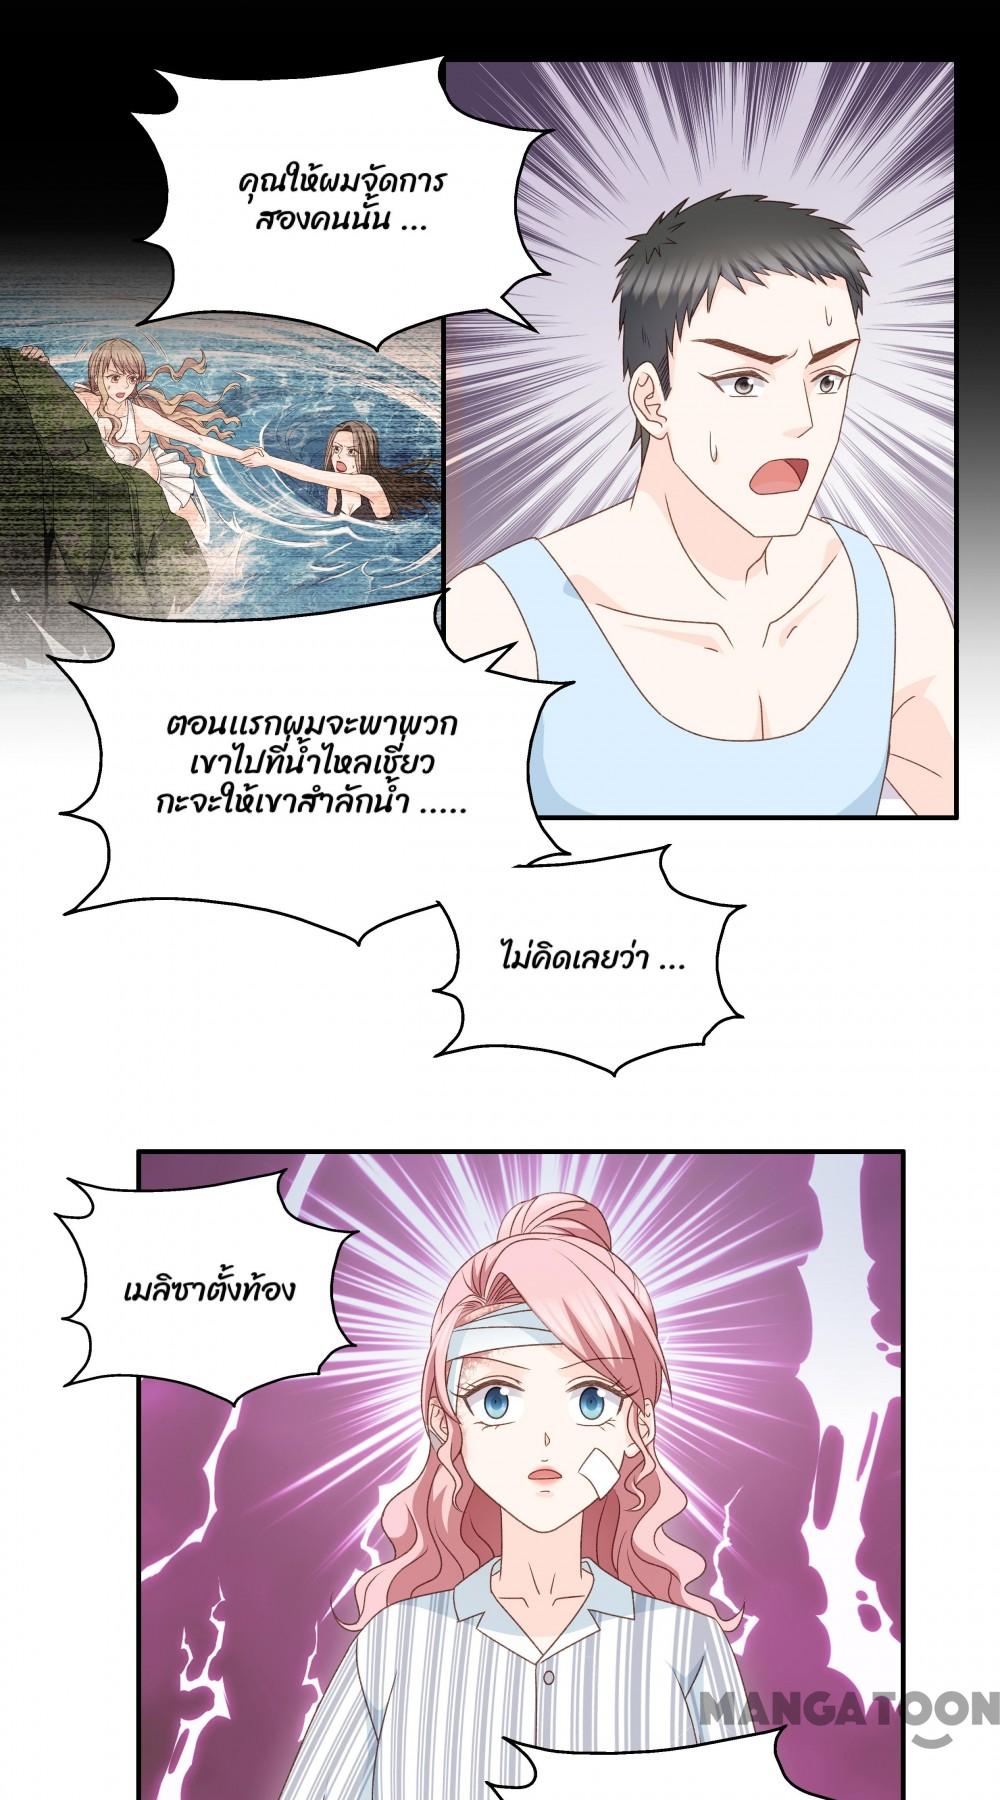 คุณให้ผมจัดการ
สองคนนั้น ...
ตอนแรกผมจะพาพวก
เขาไปที่น้ำไหลเชี่ยว
กะจะให้เขาสำลักน้ำ .....
ไม่คิดเลยว่า ...
เมลิซาตั้งท้อง
MANGATOON